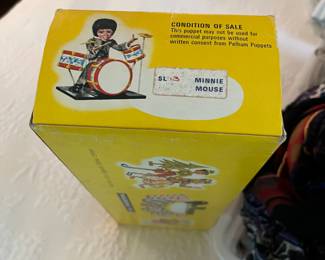 CONDITION OF SALE
This puppet may not be used for
commercial purposes without
written consent from Pelham Puppets
SL
MINNIE
MOUSE